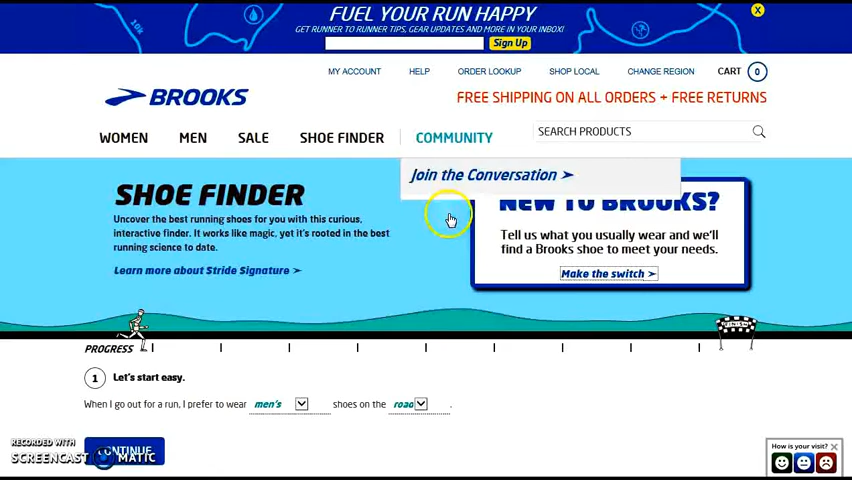 10k
FUEL YOUR RUN HAPPY
GET RUNNER TO RUNNER TIPS, GEAR UPDATES AND MORE IN YOUR INBOX!
Sign Up
X
MY ACCOUNT HELP ORDER LOOKUP SHOP LOCAL CHANGE REGION CART 0
BROOKS
FREE SHIPPING ON ALL ORDERS + FREE RETURNS
WOMEN MEN SALE SHOE FINDER COMMUNITY SEARCH PRODUCTS
Join the Conversation
SHOE FINDER
Uncover the best running shoes for you with this curious,
interactive finder. It works like magic, yet it's rooted in the best
running science to date.
Learn more about Stride Signature
NEW TO BROOKS?
Tell us what you usually wear and we'll
find a Brooks shoe to meet your needs.
Make the switch
FINISH
PROGRESS
1 Let's start easy.
When I go out for a run, I prefer to wear men's shoes on the road .
CONTINUE
RECORDED WITH
SCREENCAST MATIC
How is your visit?